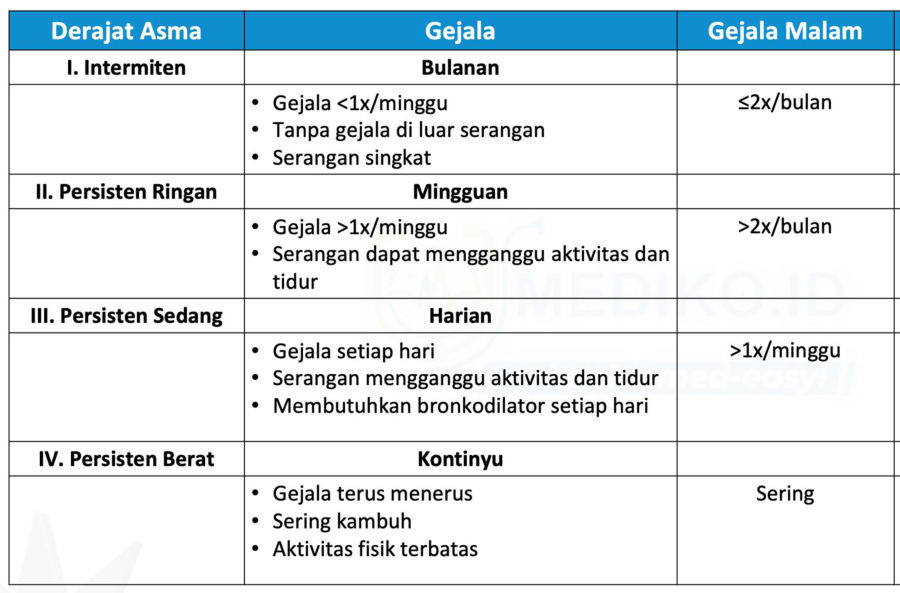 Derajat Asma Gejala Gejala Malam
I. Intermiten Bulanan
• Gejala <1x/minggu ≤2x/bulan
• Tanpa gejala di luar serangan
• Serangan singkat
II. Persisten Ringan Mingguan
• Gejala >1x/minggu >2x/bulan
• Serangan dapat mengganggu aktivitas dan
tidur
MEDIKO.ID
III. Persisten Sedang Harian
• Gejala setiap hari >1x/minggu
• Serangan mengganggu aktivitas dan tidur
med-easy!
• Membutuhkan bronkodilator setiap hari
IV. Persisten Berat Kontinyu
• Gejala terus menerus Sering
• Sering kambuh
• Aktivitas fisik terbatas